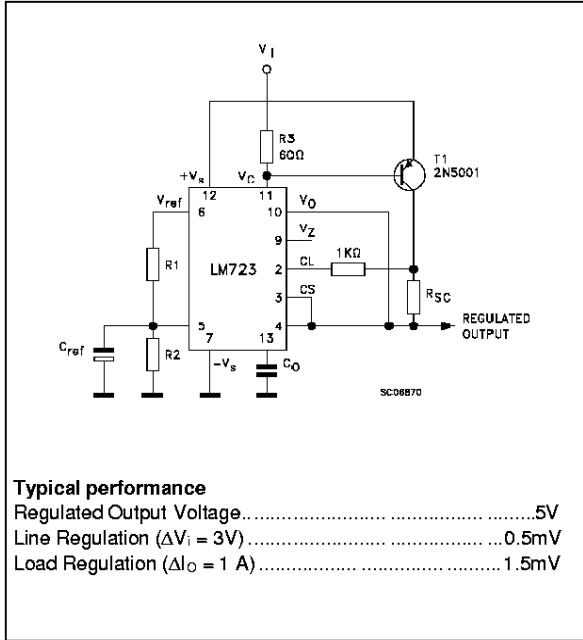 V_I
R3
60Ω
T1
2N5001
+V_s
V_C
12
11
V_ref
6
10
V_O
9
V_Z
R1
LM723
2
CL
1KΩ
3
CS
R_SC
5
4
REGULATED
OUTPUT
C_ref
R2
7
13
-V_s
C_O
SC06870
Typical performance
Regulated Output Voltage.......................................................5V
Line Regulation (ΔV_i = 3V)..............................................0.5mV
Load Regulation (ΔI_O = 1 A)............................................1.5mV